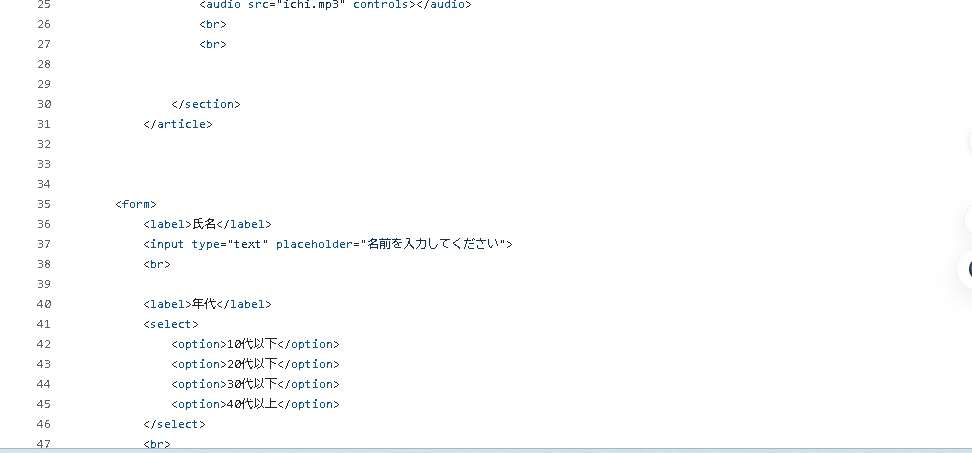 25 <audio src="ichi.mp3" controls></audio>
26 <br>
27 <br>
28
29
30 </section>
31 </article>
32
33
34
35 <form>
36 <label>氏名</label>
37 <input type="text" placeholder="名前を入力してください">
38 <br>
39
40 <label>年代</label>
41 <select>
42 <option>10代以下</option>
43 <option>20代以下</option>
44 <option>30代以下</option>
45 <option>40代以上</option>
46 </select>
47 <br>